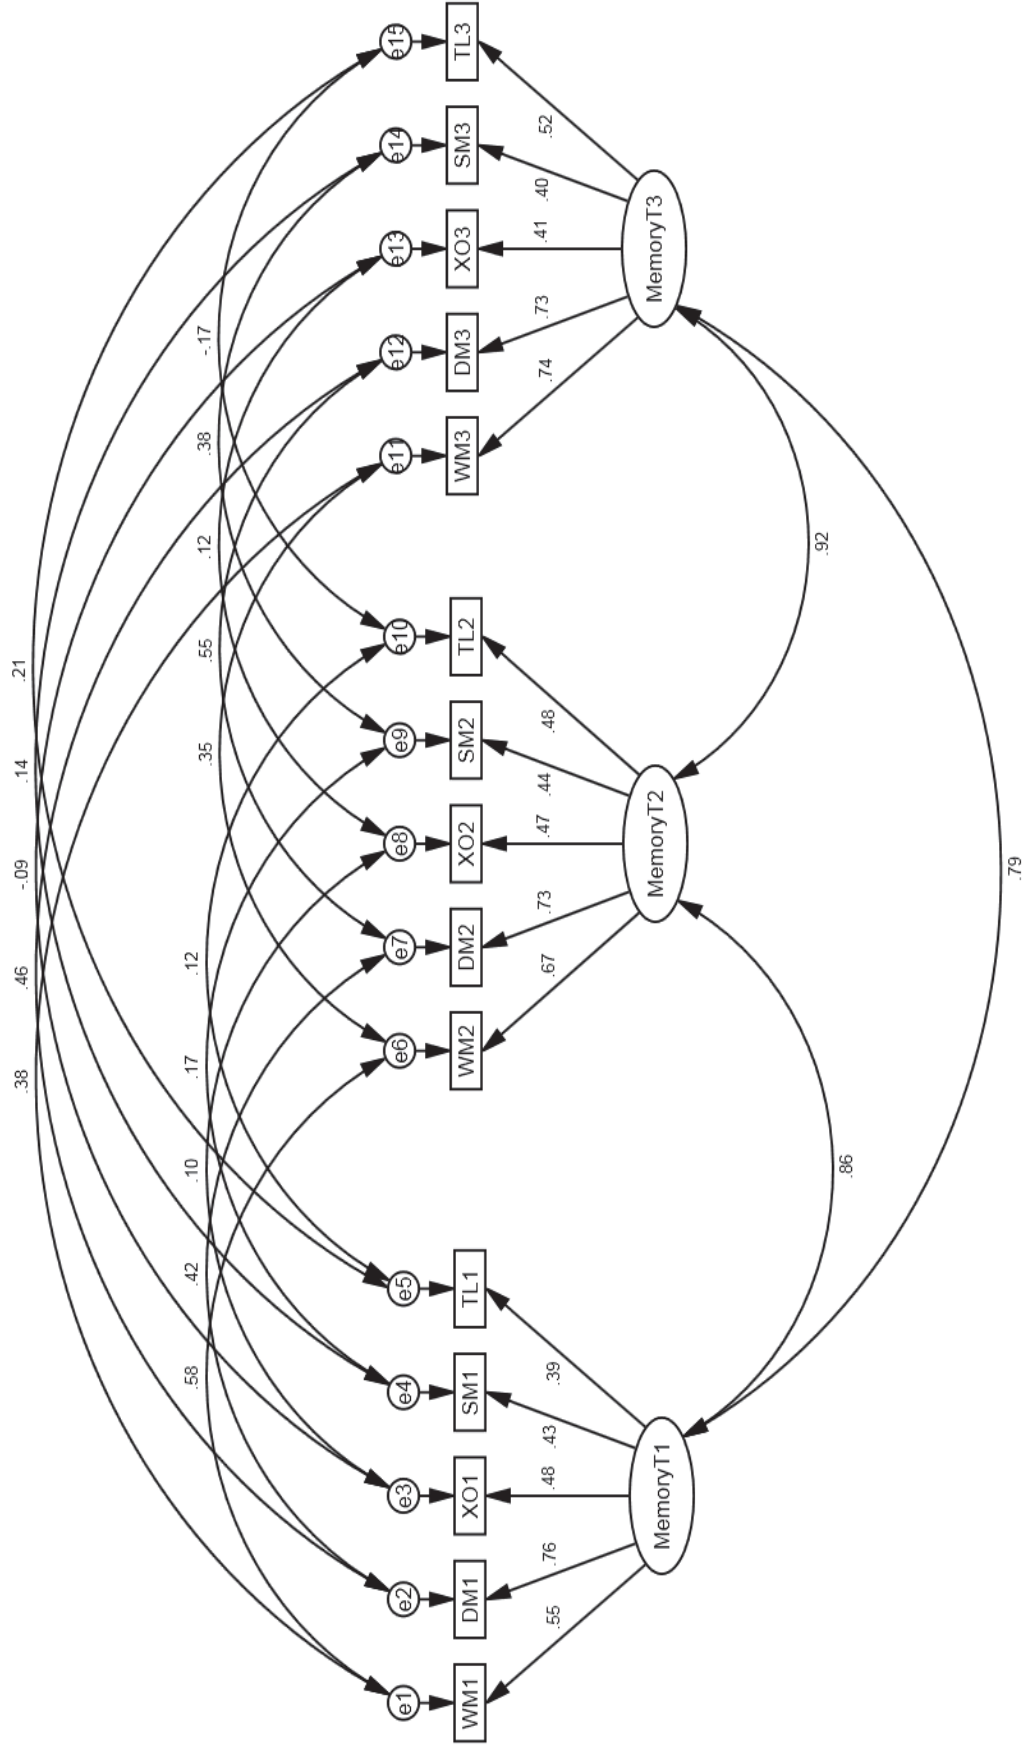 .21
.14
-.09
.46
.38
-.17
.38
.12
.55
.35
.12
.17
.10
.42
.58
e1
e2
e3
e4
e5
e6
e7
e8
e9
e10
e11
e12
e13
e14
e15
WM1
DM1
XO1
SM1
TL1
WM2
DM2
XO2
SM2
TL2
WM3
DM3
XO3
SM3
TL3
.55
.76
.48
.43
.39
.67
.73
.47
.44
.48
.74
.73
.41
.40
.52
MemoryT1
MemoryT2
MemoryT3
.86
.92
.79